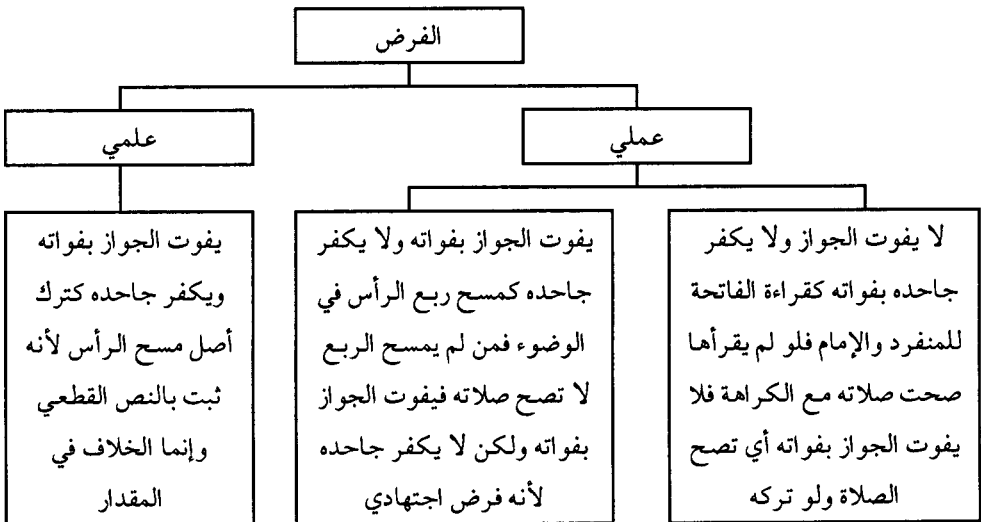 الفرض
عملي
علمي
لا يفوت الجواز ولا يكفر
جاحده بفواته كقراءة الفاتحة
للمنفرد والإمام فلو لم يقرأها
صحت صلاته مع الكراهة فلا
يفوت الجواز بفواته أي تصح
الصلاة ولو تركه
يفوت الجواز بفواته ولا يكفر
جاحده كمسح ربع الرأس في
الوضوء فمن لم يمسح الربع
لا تصح صلاته فيفوت الجواز
بفواته ولكن لا يكفر جاحده
لأنه فرض اجتهادي
يفوت الجواز بفواته
ويكفر جاحده كترك
أصل مسح الرأس لأنه
ثبت بالنص القطعي
وإنما الخلاف في
المقدار